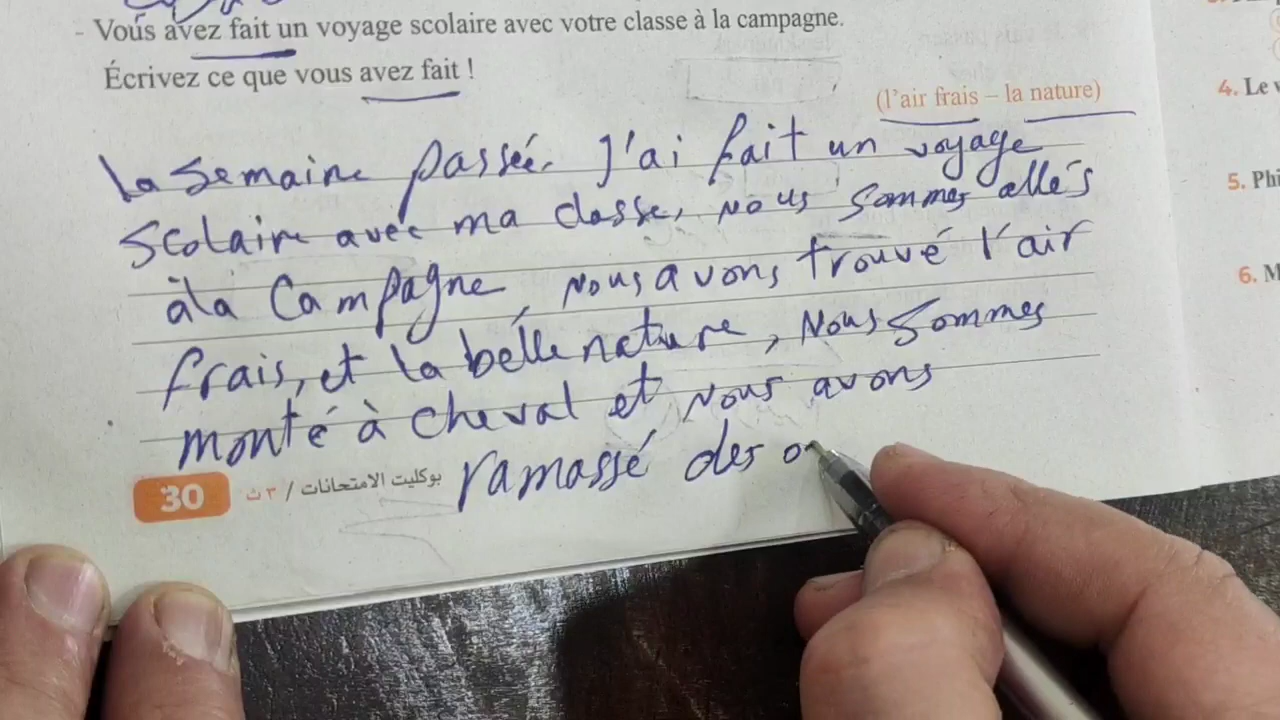 - Vous avez fait un voyage scolaire avec votre classe à la campagne.
Écrivez ce que vous avez fait !
(l'air frais – la nature)
la semaine passée. J'ai fait un voyage
scolaire avec ma classe, nous sommes allés
à la campagne, nous avons trouvé l'air
frais, et la belle nature, nous sommes
monté à cheval et nous avons
ramassé des
30
بوكليت الامتحانات / ٣ ث
4. Le
5. Phi
6. M